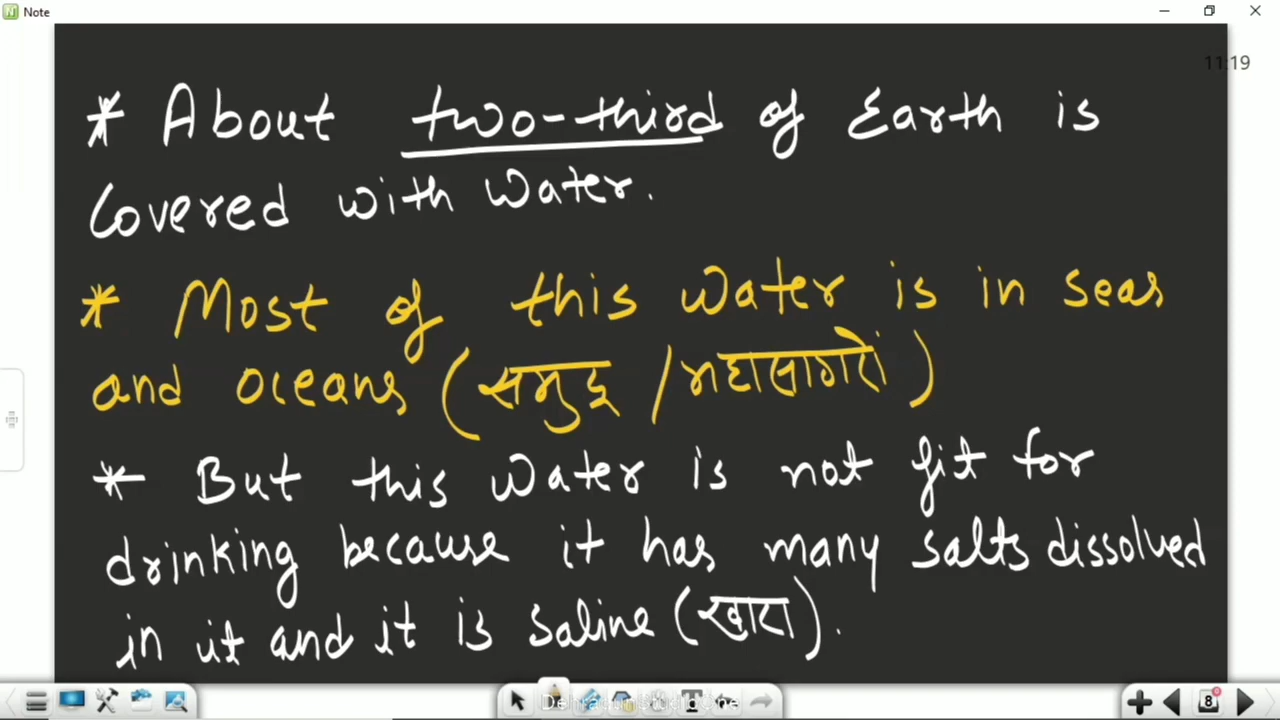 Note
11:19
* About two-third of Earth is
Covered with Water.
* Most of this Water is in seas
and oceans (समुद्र / महासागरों)
* But this Water is not fit for
drinking because it has many salts dissolved
in it and it is saline (खारा).
8